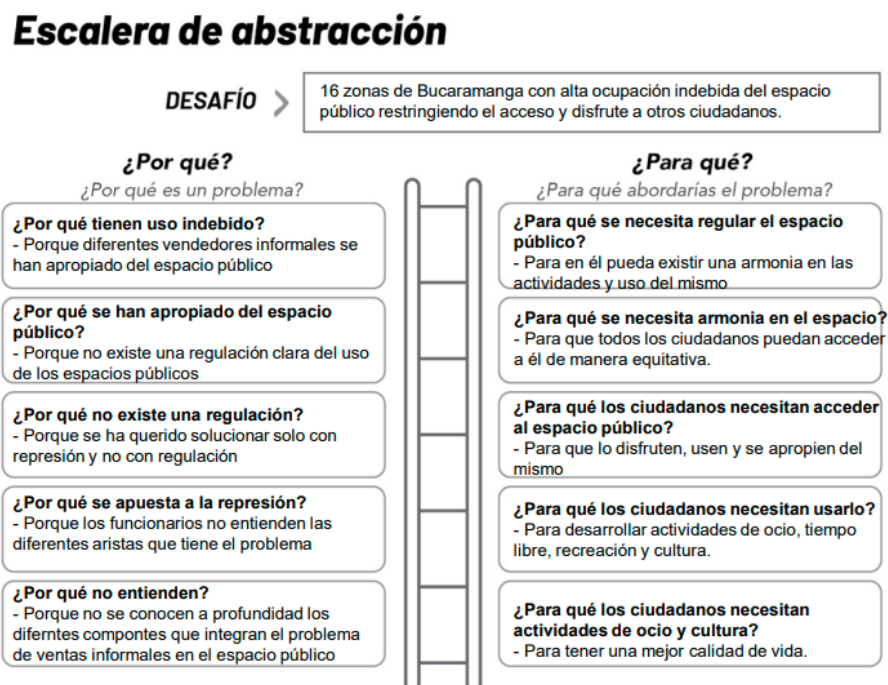 Escalera de abstracción
DESAFÍO
16 zonas de Bucaramanga con alta ocupación indebida del espacio
público restringiendo el acceso y disfrute a otros ciudadanos.
¿Por qué?
¿Por qué es un problema?
¿Por qué tienen uso indebido?
- Porque diferentes vendedores informales se
han apropiado del espacio público
¿Por qué se han apropiado del espacio
público?
- Porque no existe una regulación clara del uso
de los espacios públicos
¿Por qué no existe una regulación?
- Porque se ha querido solucionar solo con
represión y no con regulación
¿Por qué se apuesta a la represión?
- Porque los funcionarios no entienden las
diferentes aristas que tiene el problema
¿Por qué no entienden?
- Porque no se conocen a profundidad los
diferntes compontes que integran el problema
de ventas informales en el espacio público
¿Para qué?
¿Para qué abordarías el problema?
¿Para qué se necesita regular el espacio
público?
- Para en él pueda existir una armonia en las
actividades y uso del mismo
¿Para qué se necesita armonia en el espacio?
- Para que todos los ciudadanos puedan acceder
a él de manera equitativa.
¿Para qué los ciudadanos necesitan acceder
al espacio público?
- Para que lo disfruten, usen y se apropien del
mismo
¿Para qué los ciudadanos necesitan usarlo?
- Para desarrollar actividades de ocio, tiempo
libre, recreación y cultura.
¿Para qué los ciudadanos necesitan
actividades de ocio y cultura?
- Para tener una mejor calidad de vida.